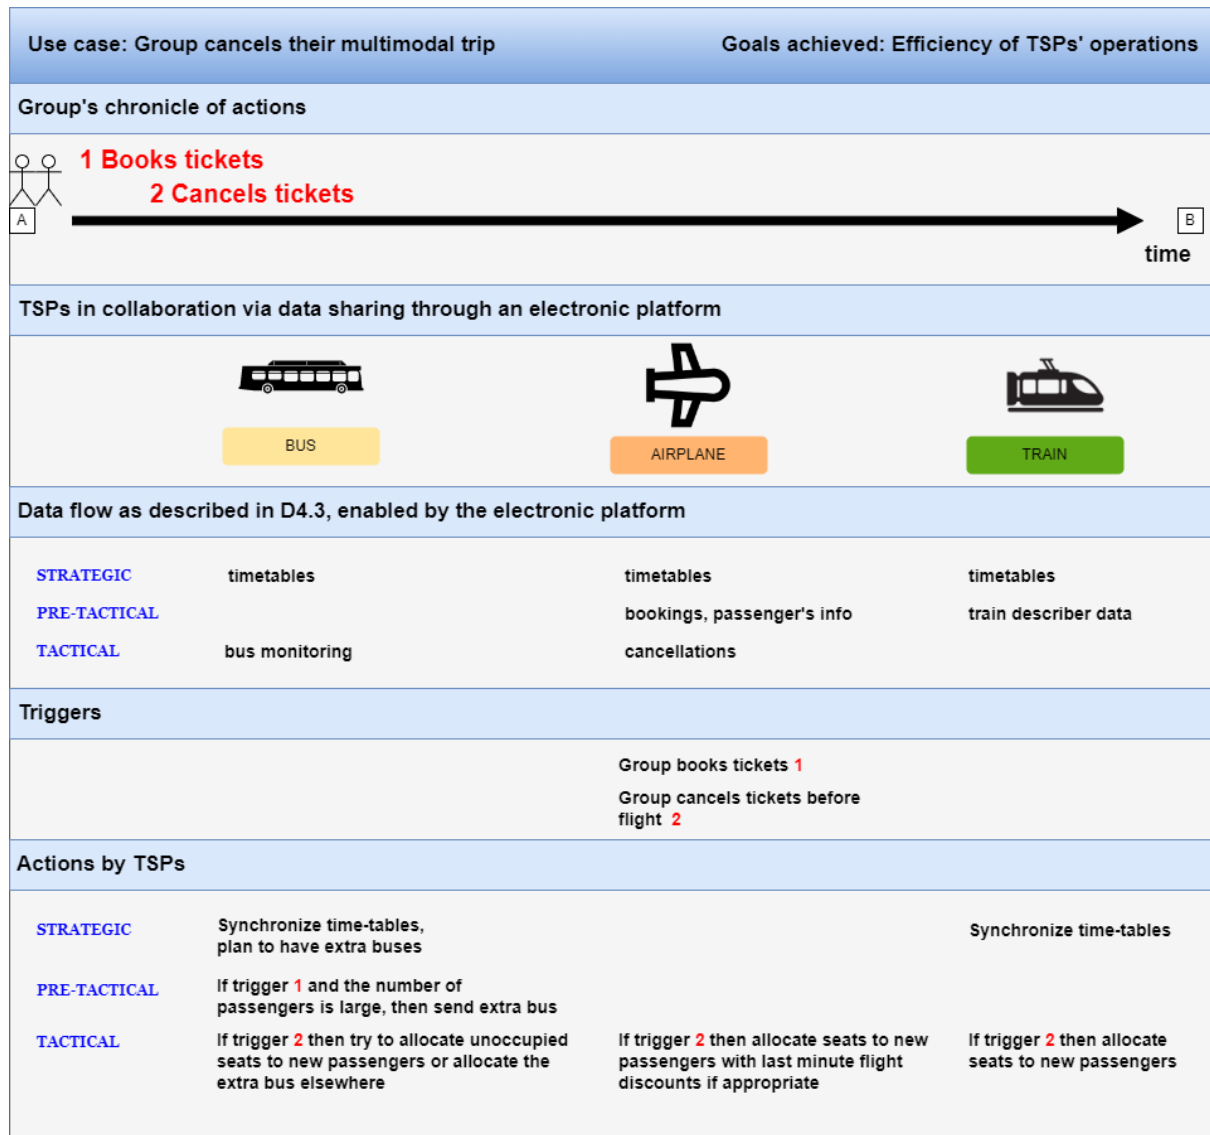 Use case: Group cancels their multimodal trip
Goals achieved: Efficiency of TSPs' operations
Group's chronicle of actions
1 Books tickets
2 Cancels tickets
A
B
time
TSPs in collaboration via data sharing through an electronic platform
BUS
AIRPLANE
TRAIN
Data flow as described in D4.3, enabled by the electronic platform
STRATEGIC
timetables
timetables
timetables
PRE-TACTICAL
bookings, passenger's info
train describer data
TACTICAL
bus monitoring
cancellations
Triggers
Group books tickets 1
Group cancels tickets before
flight 2
Actions by TSPs
STRATEGIC
Synchronize time-tables,
plan to have extra buses
Synchronize time-tables
PRE-TACTICAL
If trigger 1 and the number of
passengers is large, then send extra bus
TACTICAL
If trigger 2 then try to allocate unoccupied
seats to new passengers or allocate the
extra bus elsewhere
If trigger 2 then allocate seats to new
passengers with last minute flight
discounts if appropriate
If trigger 2 then allocate
seats to new passengers